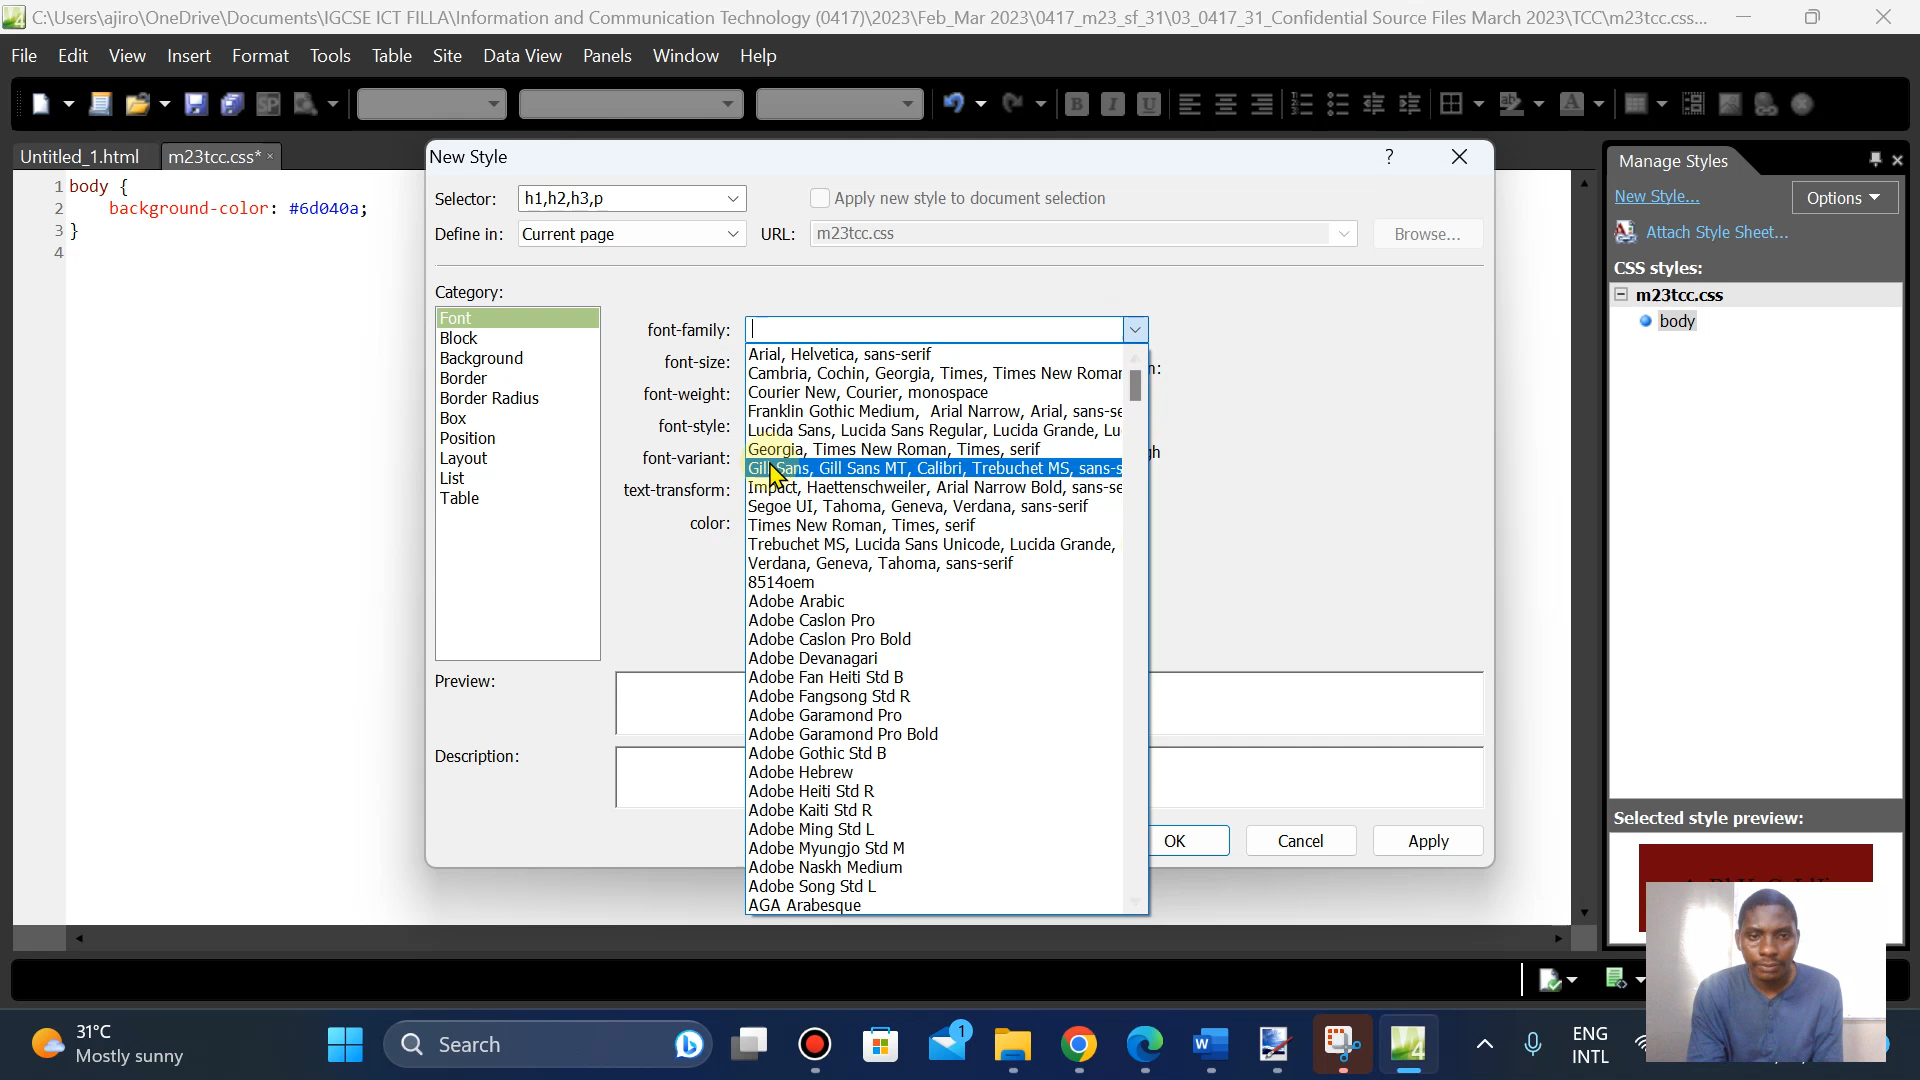 C:\Users\ajiro\OneDrive\Documents\IGCSE ICT FILLA\Information and Communication Technology (0417)\2023\Feb_Mar 2023\0417_m23_sf_31\03_0417_31_Confidential Source Files March 2023\TCC\m23tcc.css...
File Edit View Insert Format Tools Table Site Data View Panels Window Help
Untitled_1.html m23tcc.css*
1 body {
2 background-color: #6d040a;
3 }
4
New Style
Selector: h1,h2,h3,p Apply new style to document selection
Define in: Current page URL: m23tcc.css Browse...
Category:
Font
Block
Background
Border
Border Radius
Box
Position
Layout
List
Table
font-family:
font-size:
font-weight:
font-style:
font-variant:
text-transform:
color:
Arial, Helvetica, sans-serif
Cambria, Cochin, Georgia, Times, Times New Roman
Courier New, Courier, monospace
Franklin Gothic Medium, Arial Narrow, Arial, sans-se
Lucida Sans, Lucida Sans Regular, Lucida Grande, Lu
Georgia, Times New Roman, Times, serif
Gill Sans, Gill Sans MT, Calibri, Trebuchet MS, sans-s
Impact, Haettenschweiler, Arial Narrow Bold, sans-se
Segoe UI, Tahoma, Geneva, Verdana, sans-serif
Times New Roman, Times, serif
Trebuchet MS, Lucida Sans Unicode, Lucida Grande,
Verdana, Geneva, Tahoma, sans-serif
8514oem
Adobe Arabic
Adobe Caslon Pro
Adobe Caslon Pro Bold
Adobe Devanagari
Adobe Fan Heiti Std B
Adobe Fangsong Std R
Adobe Garamond Pro
Adobe Garamond Pro Bold
Adobe Gothic Std B
Adobe Hebrew
Adobe Heiti Std R
Adobe Kaiti Std R
Adobe Ming Std L
Adobe Myungjo Std M
Adobe Naskh Medium
Adobe Song Std L
AGA Arabesque
Preview:
Description:
OK Cancel Apply
Manage Styles
New Style... Options
Attach Style Sheet...
CSS styles:
m23tcc.css
body
Selected style preview:
31°C
Mostly sunny
Search
1
ENG
INTL